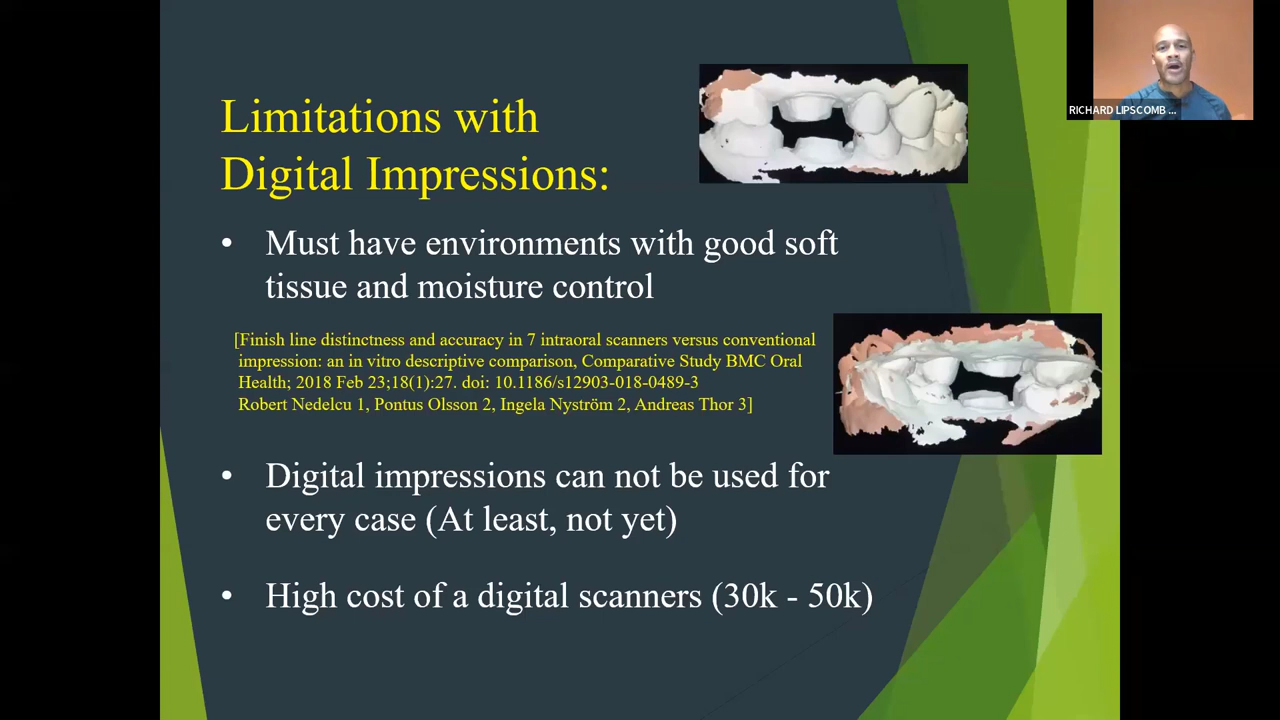 Limitations with
Digital Impressions:
• Must have environments with good soft
tissue and moisture control
[Finish line distinctness and accuracy in 7 intraoral scanners versus conventional
impression: an in vitro descriptive comparison, Comparative Study BMC Oral
Health; 2018 Feb 23;18(1):27. doi: 10.1186/s12903-018-0489-3
Robert Nedelcu 1, Pontus Olsson 2, Ingela Nyström 2, Andreas Thor 3]
• Digital impressions can not be used for
every case (At least, not yet)
• High cost of a digital scanners (30k - 50k)
RICHARD LIPSCOMB ...